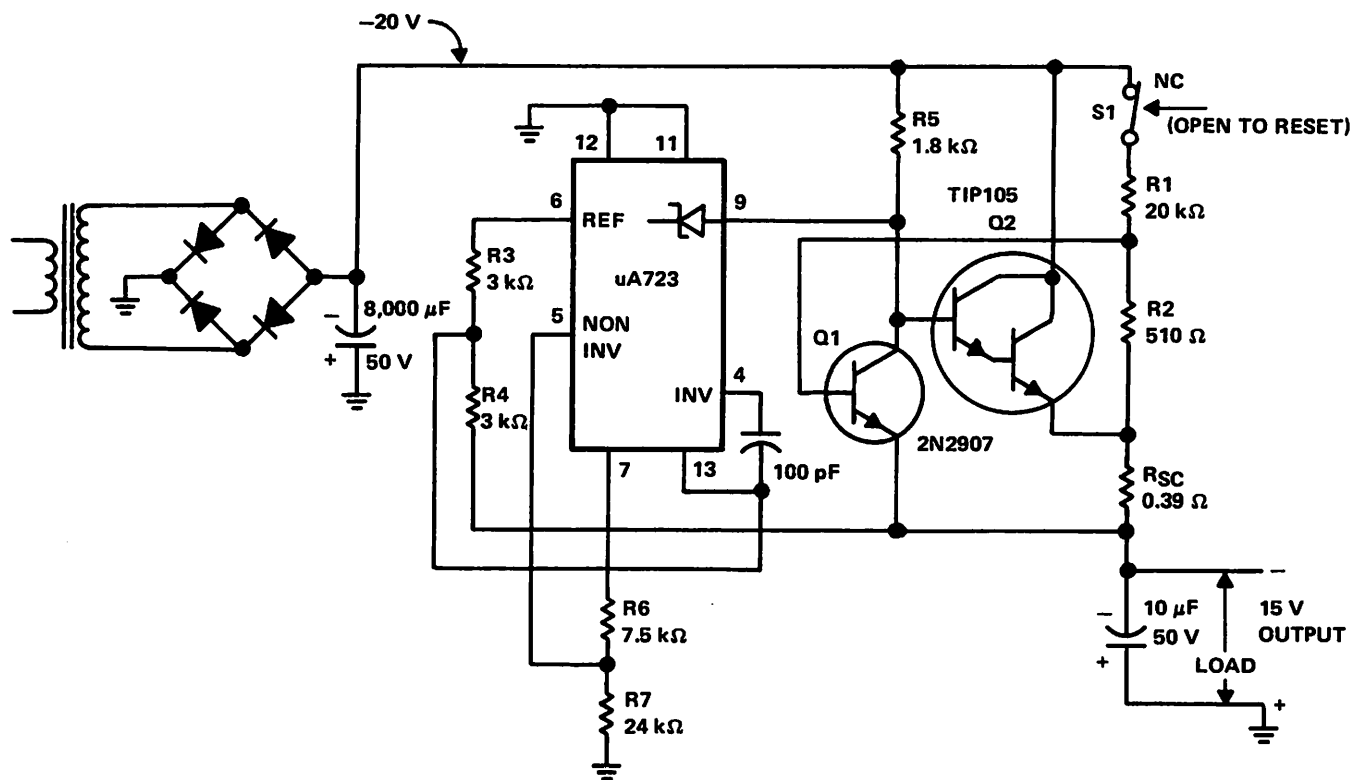 −20 V
NC
S1
(OPEN TO RESET)
R5
1.8 kΩ
12
11
TIP105
Q2
R1
20 kΩ
6
REF
9
R3
3 kΩ
uA723
8,000 μF
−
+
50 V
5
NON
INV
Q1
R2
510 Ω
4
INV
R4
3 kΩ
2N2907
7
13
100 pF
RSC
0.39 Ω
R6
7.5 kΩ
−
−
10 μF
50 V
+
15 V
OUTPUT
LOAD
R7
24 kΩ
+